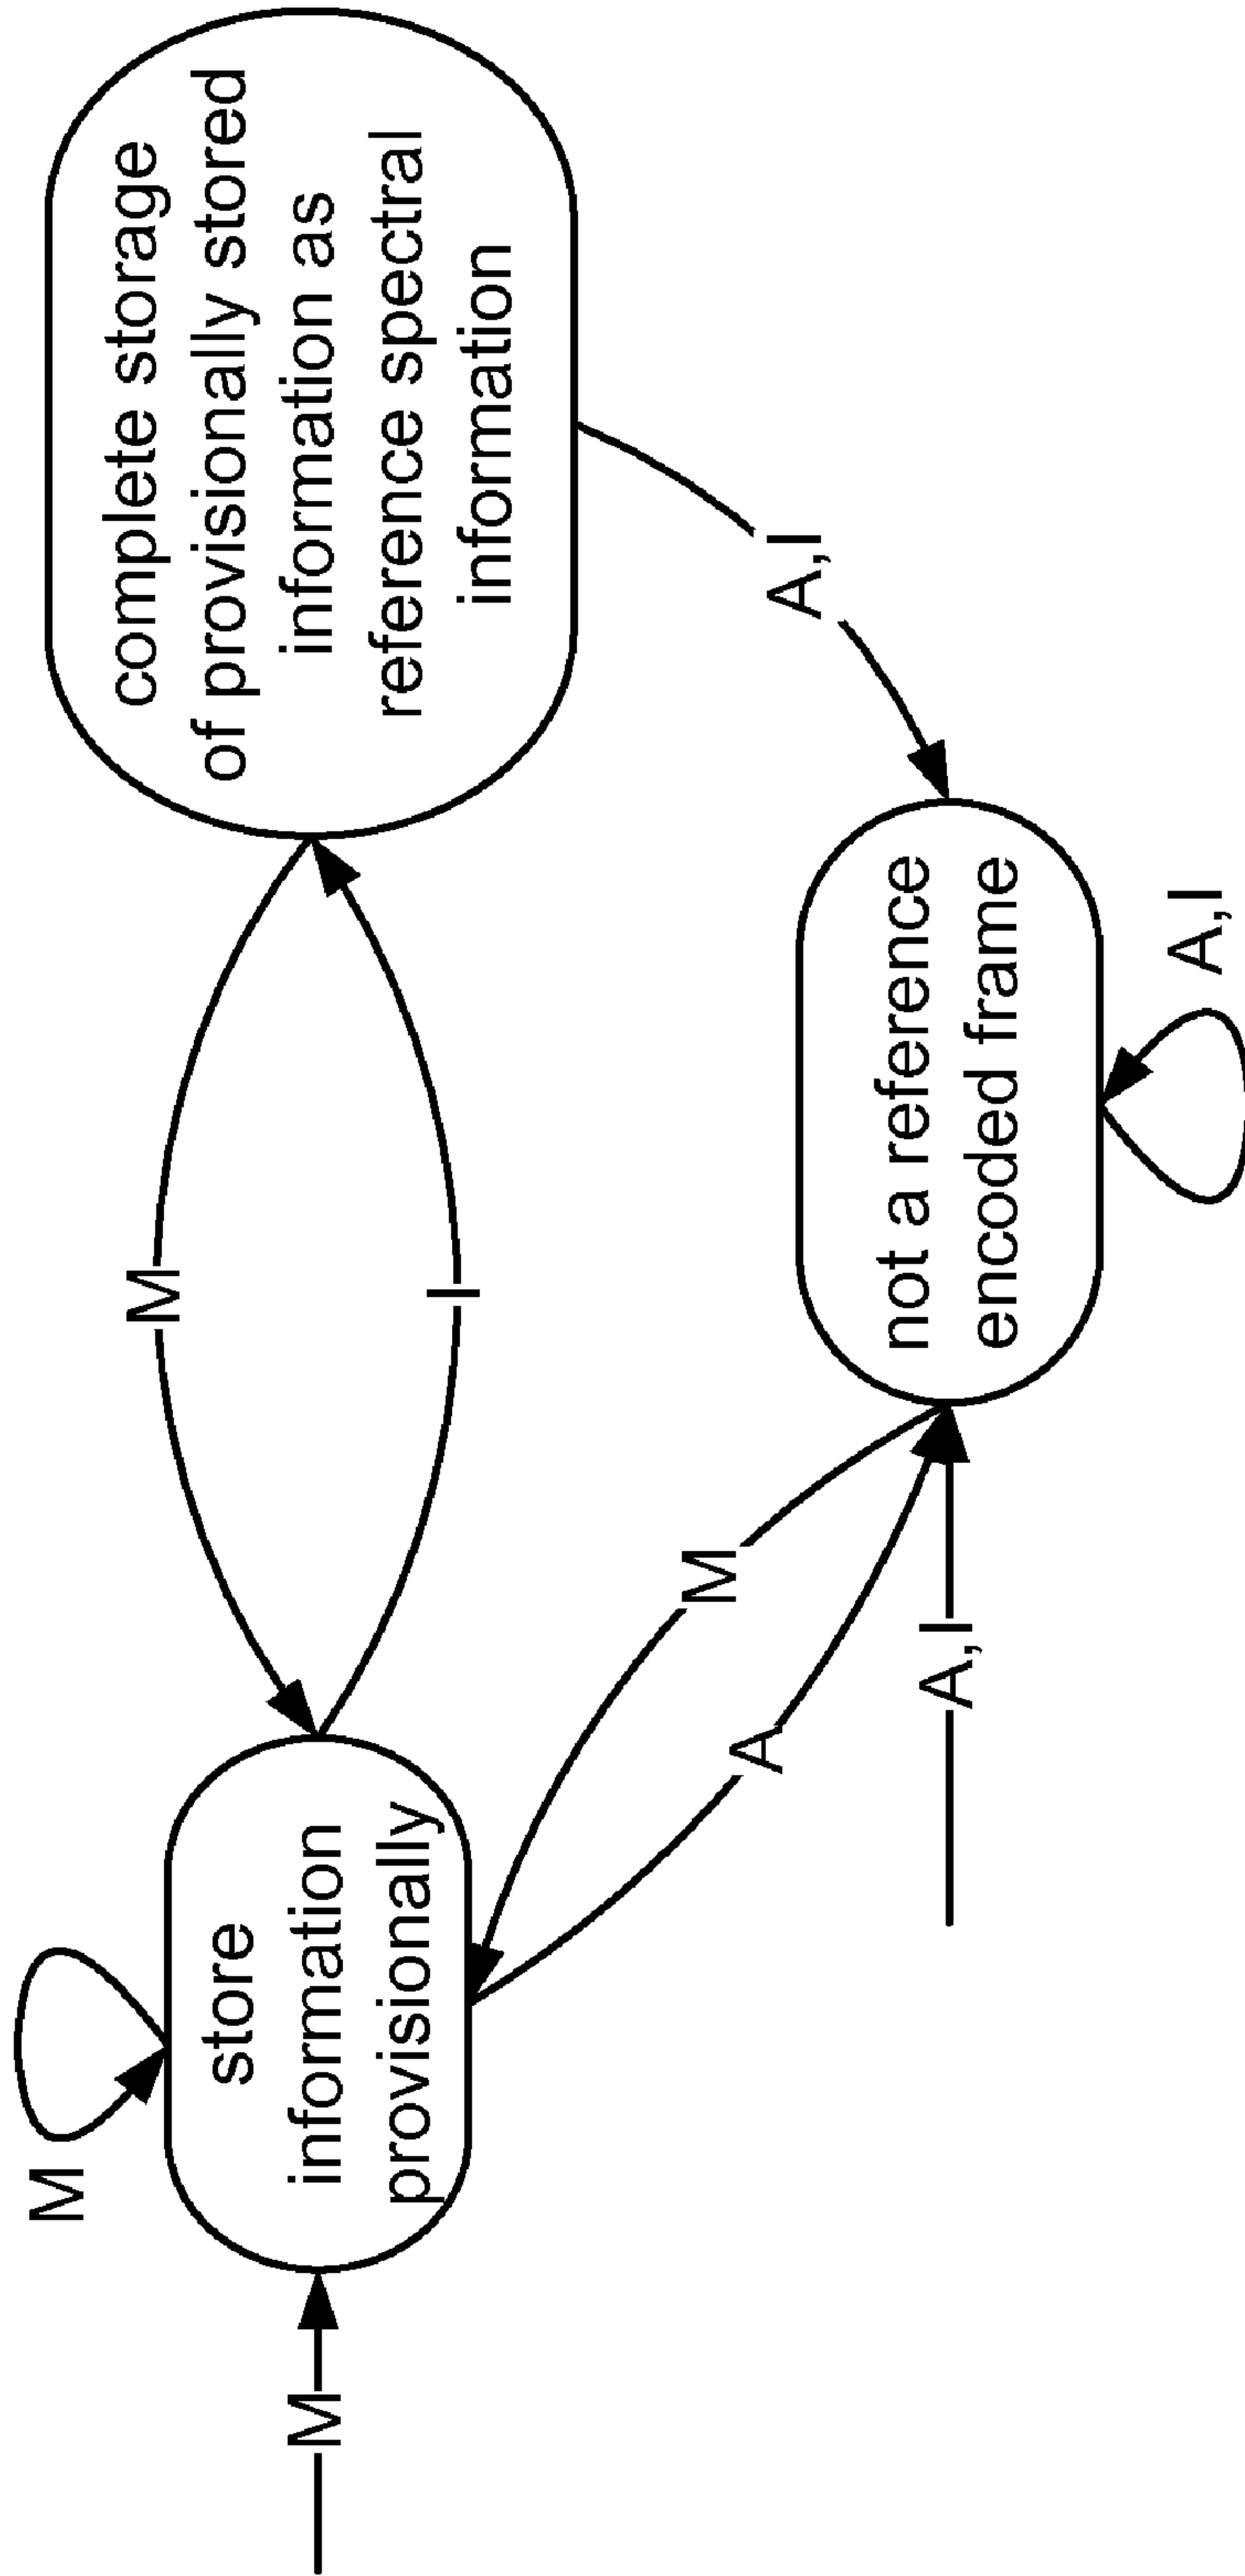 M
M
store
information
provisionally
M
I
complete storage
of provisionally stored
information as
reference spectral
information
M
A
A,I
A,I
not a reference
encoded frame
A,I